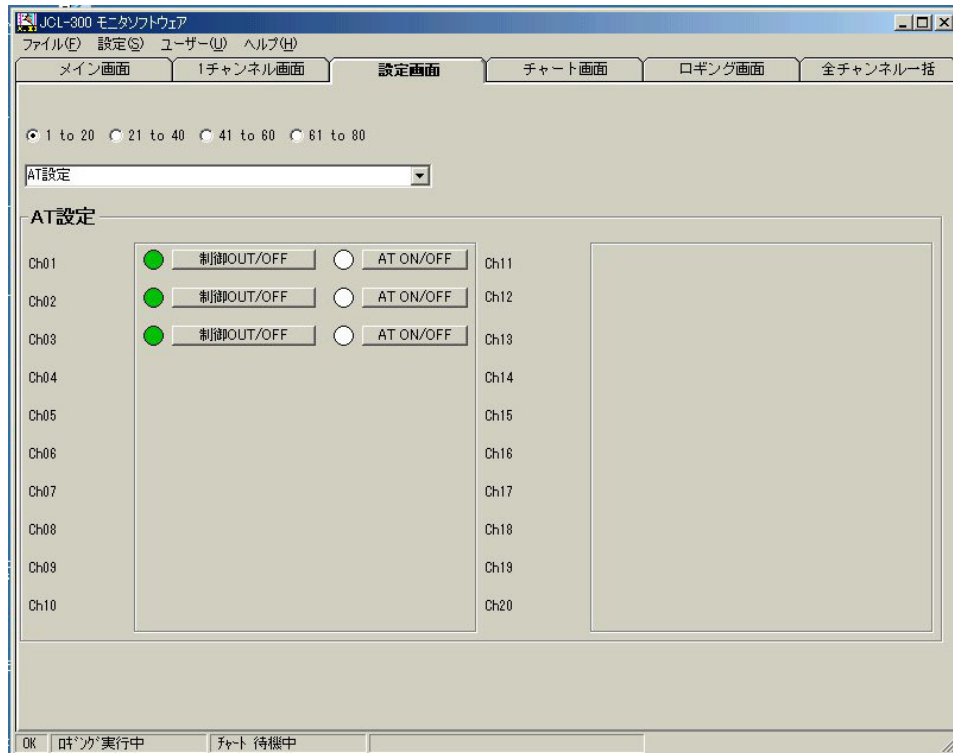 JCL-300 モニタソフトウェア
ファイル(F) 設定(S) ユーザー(U) ヘルプ(H)
メイン画面 1チャンネル画面 設定画面 チャート画面 ロギング画面 全チャンネル一括
1 to 20 21 to 40 41 to 60 61 to 80
AT設定
AT設定
Ch01 制御OUT/OFF AT ON/OFF Ch11
Ch02 制御OUT/OFF AT ON/OFF Ch12
Ch03 制御OUT/OFF AT ON/OFF Ch13
Ch04 Ch14
Ch05 Ch15
Ch06 Ch16
Ch07 Ch17
Ch08 Ch18
Ch09 Ch19
Ch10 Ch20
OK ﾛｷﾞﾝｸﾞ実行中 ﾁｬｰﾄ 待機中